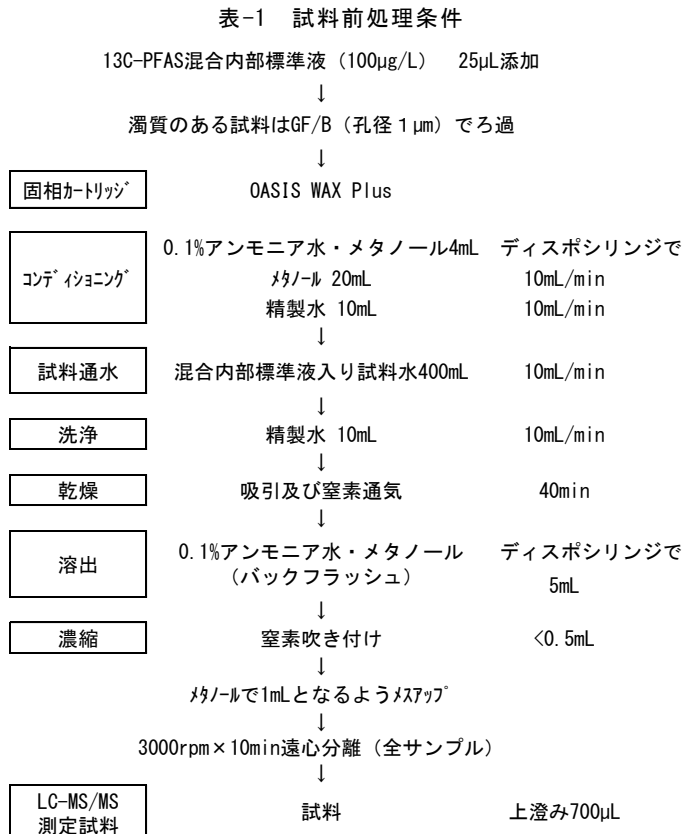 表-1　試料前処理条件
13C-PFAS混合内部標準液（100μg/L）　25μL添加
↓
濁質のある試料はGF/B（孔径１μm）でろ過
↓
固相ｶｰﾄﾘｯｼﾞ　OASIS WAX Plus
0.1%アンモニア水・メタノール4mL　ディスポシリンジで
ｺﾝﾃﾞｨｼｮﾆﾝｸﾞ　ﾒﾀﾉｰﾙ 20mL　10mL/min
精製水 10mL　10mL/min
↓
試料通水　混合内部標準液入り試料水400mL　10mL/min
↓
洗浄　精製水 10mL　10mL/min
↓
乾燥　吸引及び窒素通気　40min
↓
0.1%アンモニア水・メタノール　ディスポシリンジで
溶出　（バックフラッシュ）　5mL
↓
濃縮　窒素吹き付け　<0.5mL
↓
ﾒﾀﾉｰﾙで1mLとなるようﾒｽｱｯﾌﾟ
↓
3000rpm×10min遠心分離（全サンプル）
↓
LC-MS/MS
測定試料　試料　上澄み700μL